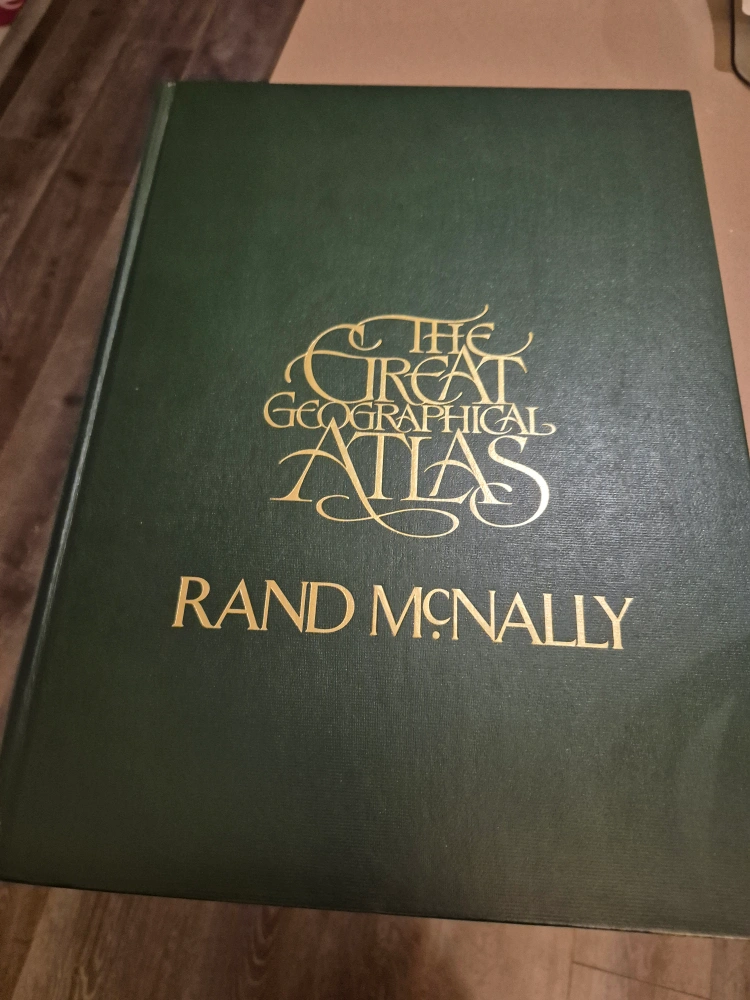 THE
GREAT
GEOGRAPHICAL
ATLAS
RAND McNALLY